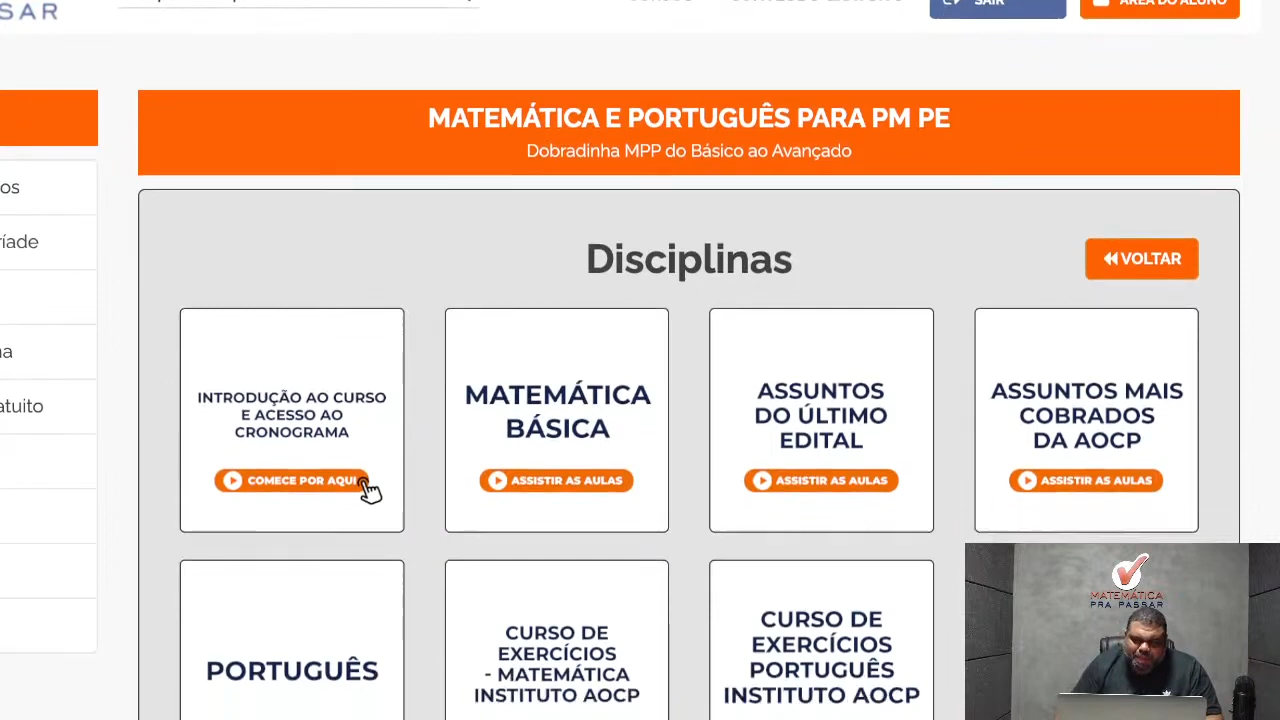 SSAR
SAIR
ÁREA DO ALUNO
MATEMÁTICA E PORTUGUÊS PARA PM PE
Dobradinha MPP do Básico ao Avançado
os
ríade
na
atuito
Disciplinas
VOLTAR
INTRODUÇÃO AO CURSO
E ACESSO AO
CRONOGRAMA
COMECE POR AQUI
MATEMÁTICA
BÁSICA
ASSISTIR AS AULAS
ASSUNTOS
DO ÚLTIMO
EDITAL
ASSISTIR AS AULAS
ASSUNTOS MAIS
COBRADOS
DA AOCP
ASSISTIR AS AULAS
PORTUGUÊS
CURSO DE
EXERCÍCIOS
- MATEMÁTICA
INSTITUTO AOCP
CURSO DE
EXERCÍCIOS
PORTUGUÊS
INSTITUTO AOCP
MATEMÁTICA
PRA PASSAR